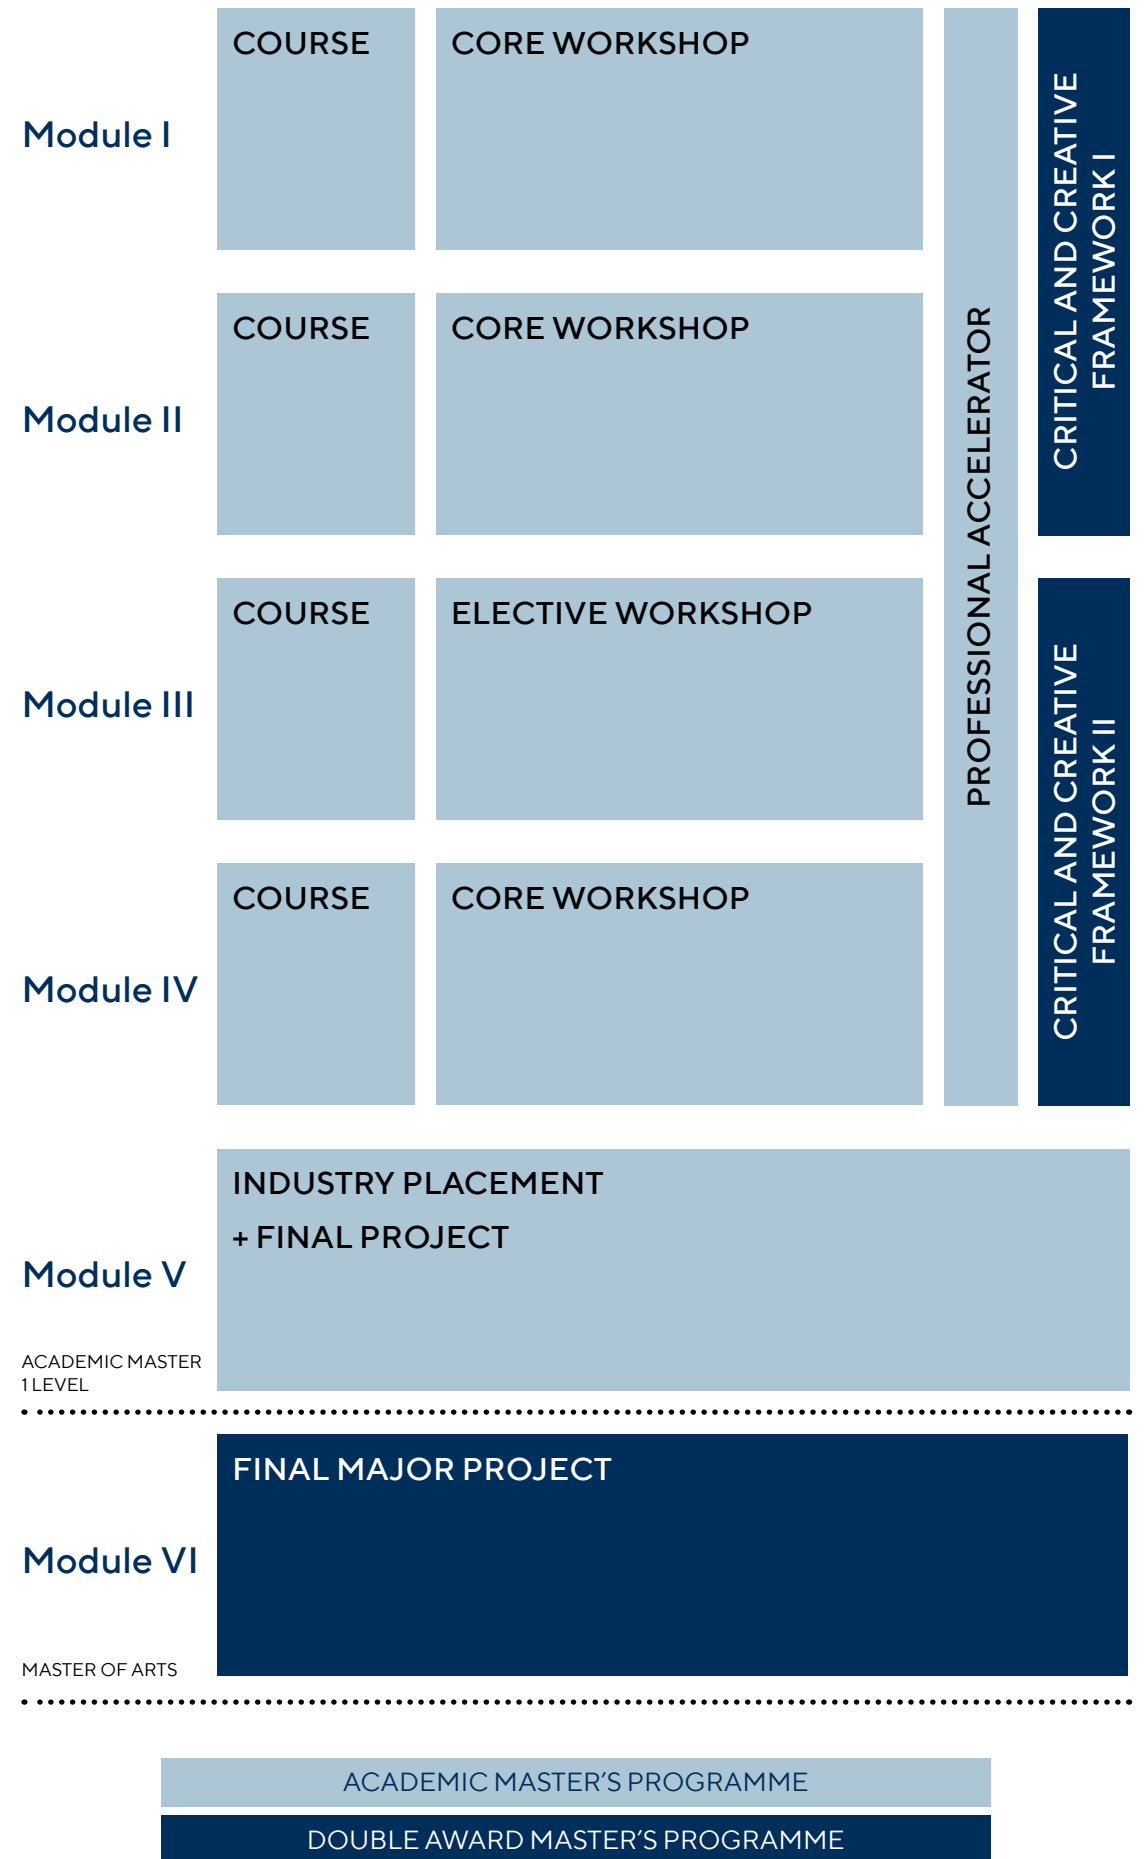 Module I
COURSE
CORE WORKSHOP
Module II
COURSE
CORE WORKSHOP
Module III
COURSE
ELECTIVE WORKSHOP
Module IV
COURSE
CORE WORKSHOP
PROFESSIONAL ACCELERATOR
CRITICAL AND CREATIVE
FRAMEWORK I
CRITICAL AND CREATIVE
FRAMEWORK II
Module V
INDUSTRY PLACEMENT
+ FINAL PROJECT
ACADEMIC MASTER
1 LEVEL
Module VI
FINAL MAJOR PROJECT
MASTER OF ARTS
ACADEMIC MASTER’S PROGRAMME
DOUBLE AWARD MASTER’S PROGRAMME